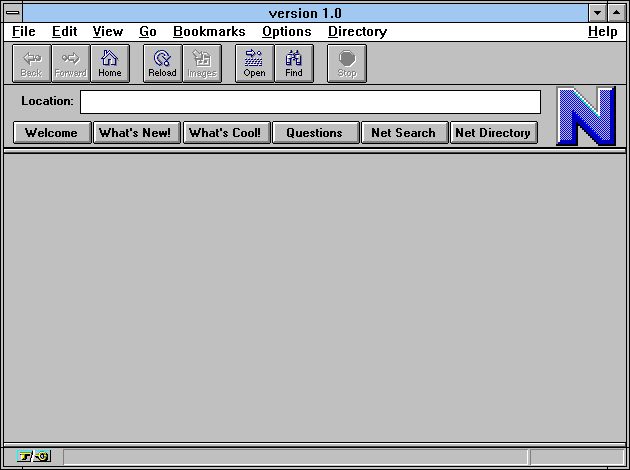 version 1.0
File Edit View Go Bookmarks Options Directory Help
Back Forward Home Reload Images Open Find Stop
Location:
Welcome What's New! What's Cool! Questions Net Search Net Directory
N